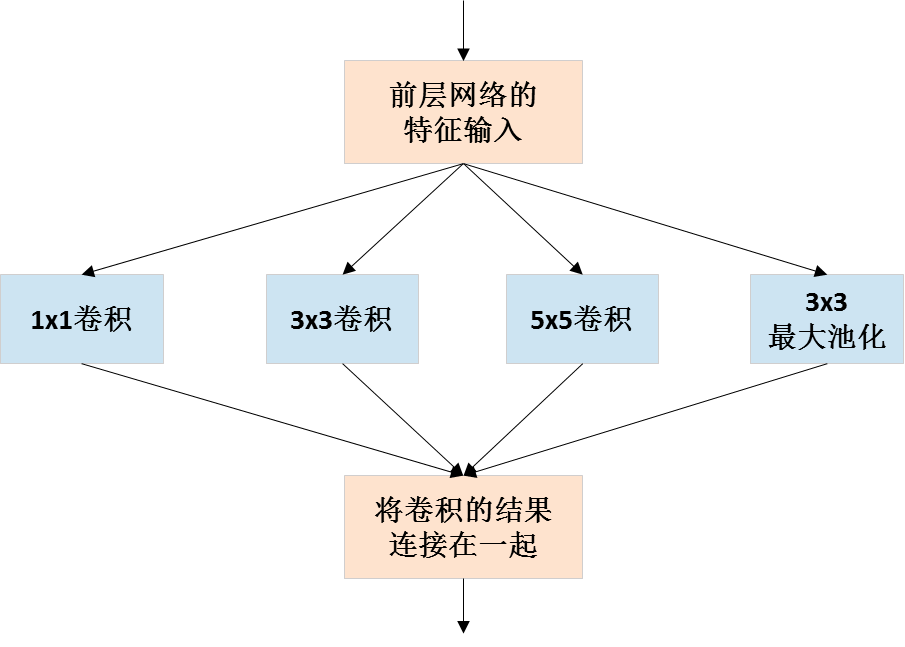 前层网络的
特征输入
1x1卷积
3x3卷积
5x5卷积
3x3
最大池化
将卷积的结果
连接在一起